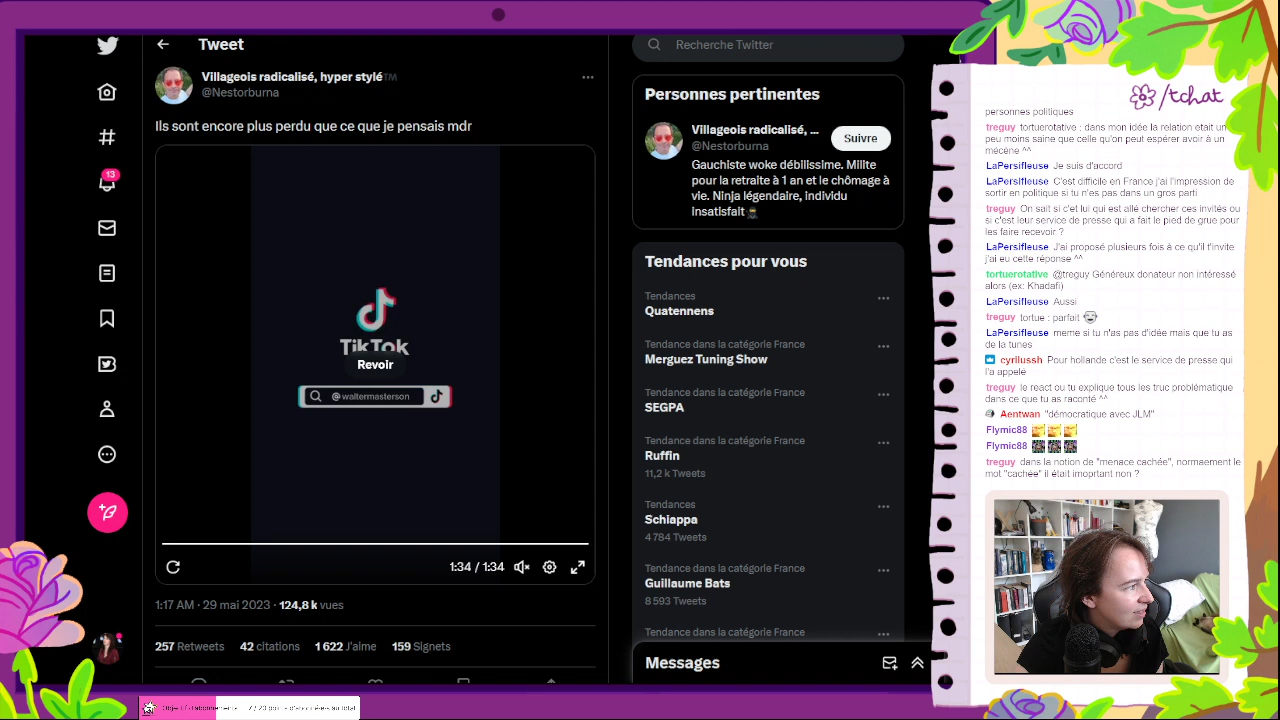 Tweet
Villageois radicalisé, hyper stylé™
@Nestorburna
Ils sont encore plus perdu que ce que je pensais mdr
TikTok
Revoir
@waltermasterson
1:34 / 1:34
1:17 AM · 29 mai 2023 · 124,8 k vues
257 Retweets 42 citations 1 622 J'aime 159 Signets
13
Recherche Twitter
Personnes pertinentes
Villageois radicalisé, ...
@Nestorburna
Suivre
Gauchiste woke débilissime. Milite
pour la retraite à 1 an et le chômage à
vie. Ninja légendaire, individu
insatisfait
Tendances pour vous
Tendances
Quatennens
Tendance dans la catégorie France
Merguez Tuning Show
Tendance dans la catégorie France
SEGPA
Tendance dans la catégorie France
Ruffin
11,2 k Tweets
Tendances
Schiappa
4 784 Tweets
Tendance dans la catégorie France
Guillaume Bats
8 593 Tweets
Tendance dans la catégorie France
Messages
/tchat
personnes politiques
treguy tortuerotative : dans mon idée la relation était un
peu moins saine que celle qu'on peut espérer avoir à un
mécène ^^
LaPersifleuse Je suis d'accord
LaPersifleuse C'est difficile en France j'ai l'impression de
sortir en politique si tu n'es pas dans un gros parti
treguy On sait si c'et lui qui est allé chercher ces invités ou
si c'est leur service de presse qui a fait le pied de grue pour
les faire recevoir ?
LaPersifleuse J'ai proposé plusieurs fois à ce qu'il t'invite
j'ai eu cette réponse ^^
tortuerotative @treguy Généreux donateur non intéressé
alors (ex: Khadafi)
LaPersifleuse Aussi
treguy tortue : parfait
LaPersifleuse meme si tu n'as pas d'idée mais que tu as
de la tunes
cyrilussh Pour hollande c'est le service de presse qui
l'a appelé
treguy le react ou tu explique tous les truc problématique
dans ce que tu as raconté ^^
Aentwan "démocratique avec JLM"
Flymic88
Flymic88
treguy dans la notion de "menace cachée", normaement le
mot "cachée" il était imoprtant non ?